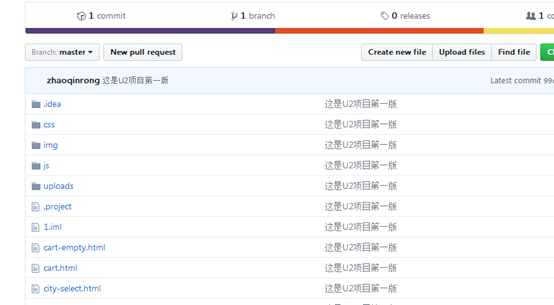 1 commit 1 branch 0 releases 1
Branch: master New pull request Create new file Upload files Find file
zhaoqinrong 这是U2项目第一版 Latest commit
.idea 这是U2项目第一版
css 这是U2项目第一版
img 这是U2项目第一版
js 这是U2项目第一版
uploads 这是U2项目第一版
.project 这是U2项目第一版
1.iml 这是U2项目第一版
cart-empty.html 这是U2项目第一版
cart.html 这是U2项目第一版
city-select.html 这是U2项目第一版